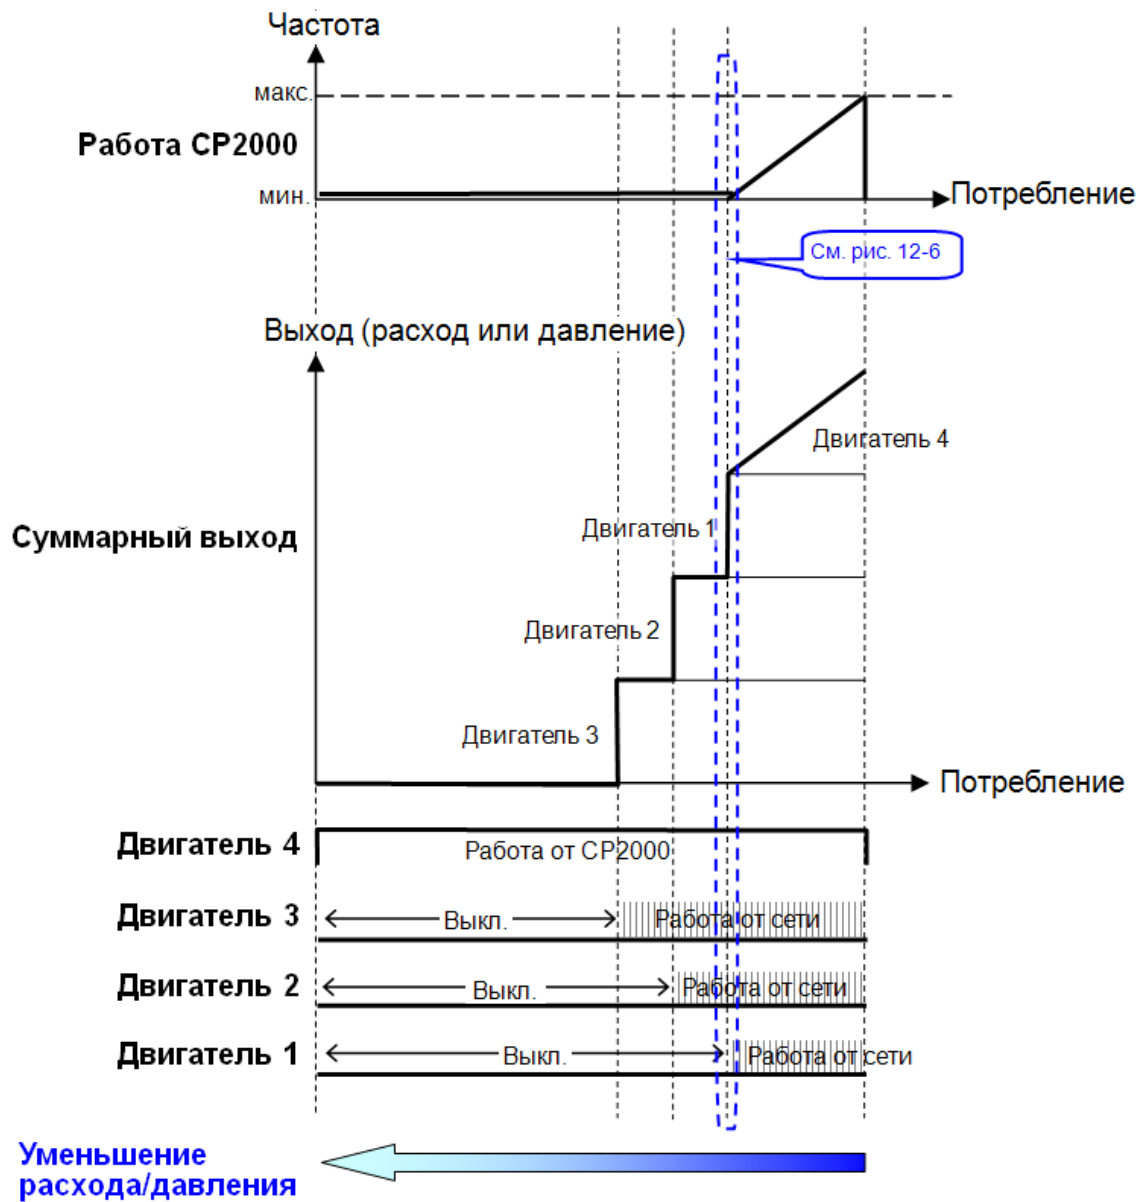 Частота
макс.
Работа CP2000
мин.
Потребление
См. рис. 12-6
Выход (расход или давление)
Двигатель 4
Двигатель 1
Суммарный выход
Двигатель 2
Двигатель 3
Потребление
Двигатель 4
Работа от CP2000
Двигатель 3
Выкл.
Работа от сети
Двигатель 2
Выкл.
Работа от сети
Двигатель 1
Выкл.
Работа от сети
Уменьшение
расхода/давления